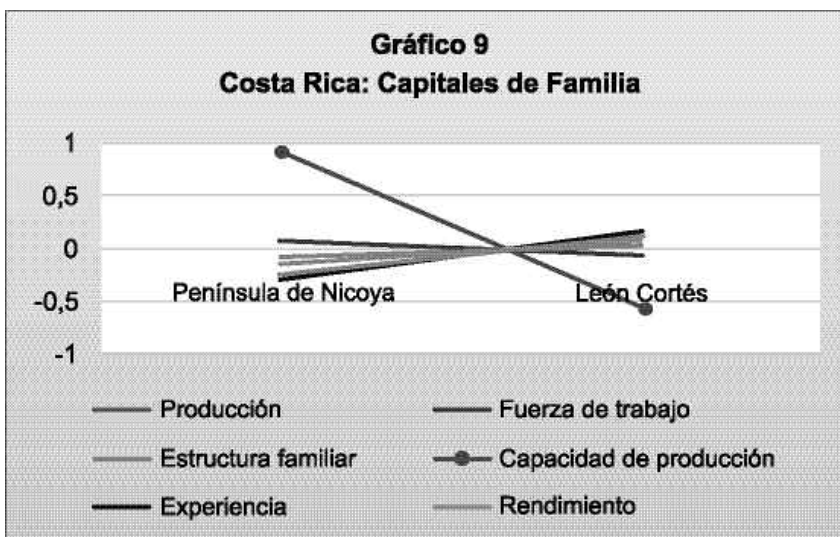 Gráfico 9
Costa Rica: Capitales de Familia
1
0,5
0
-0,5
-1
Península de Nicoya León Cortés
Producción Fuerza de trabajo
Estructura familiar Capacidad de producción
Experiencia Rendimiento